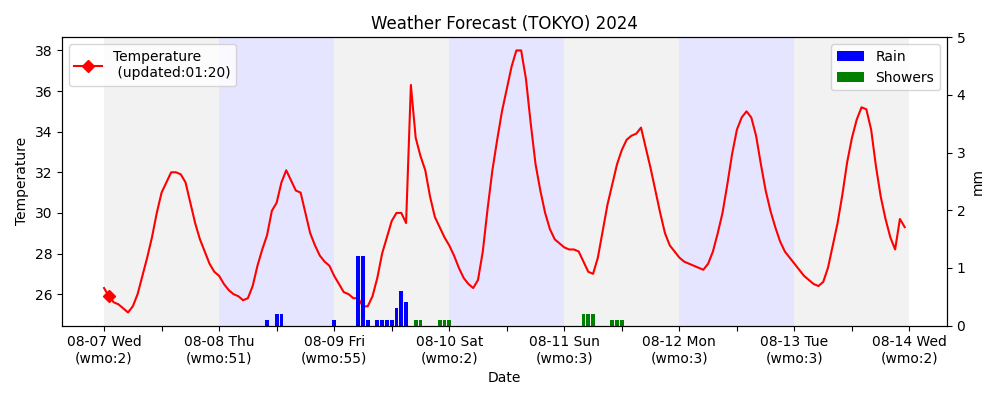 Weather Forecast (TOKYO) 2024
Temperature
(updated:01:20)
Rain
Showers
Temperature
38
36
34
32
30
28
26
5
4
3
2
1
0
mm
08-07 Wed
(wmo:2)
08-08 Thu
(wmo:51)
08-09 Fri
(wmo:55)
08-10 Sat
(wmo:2)
08-11 Sun
(wmo:3)
08-12 Mon
(wmo:3)
08-13 Tue
(wmo:3)
08-14 Wed
(wmo:2)
Date